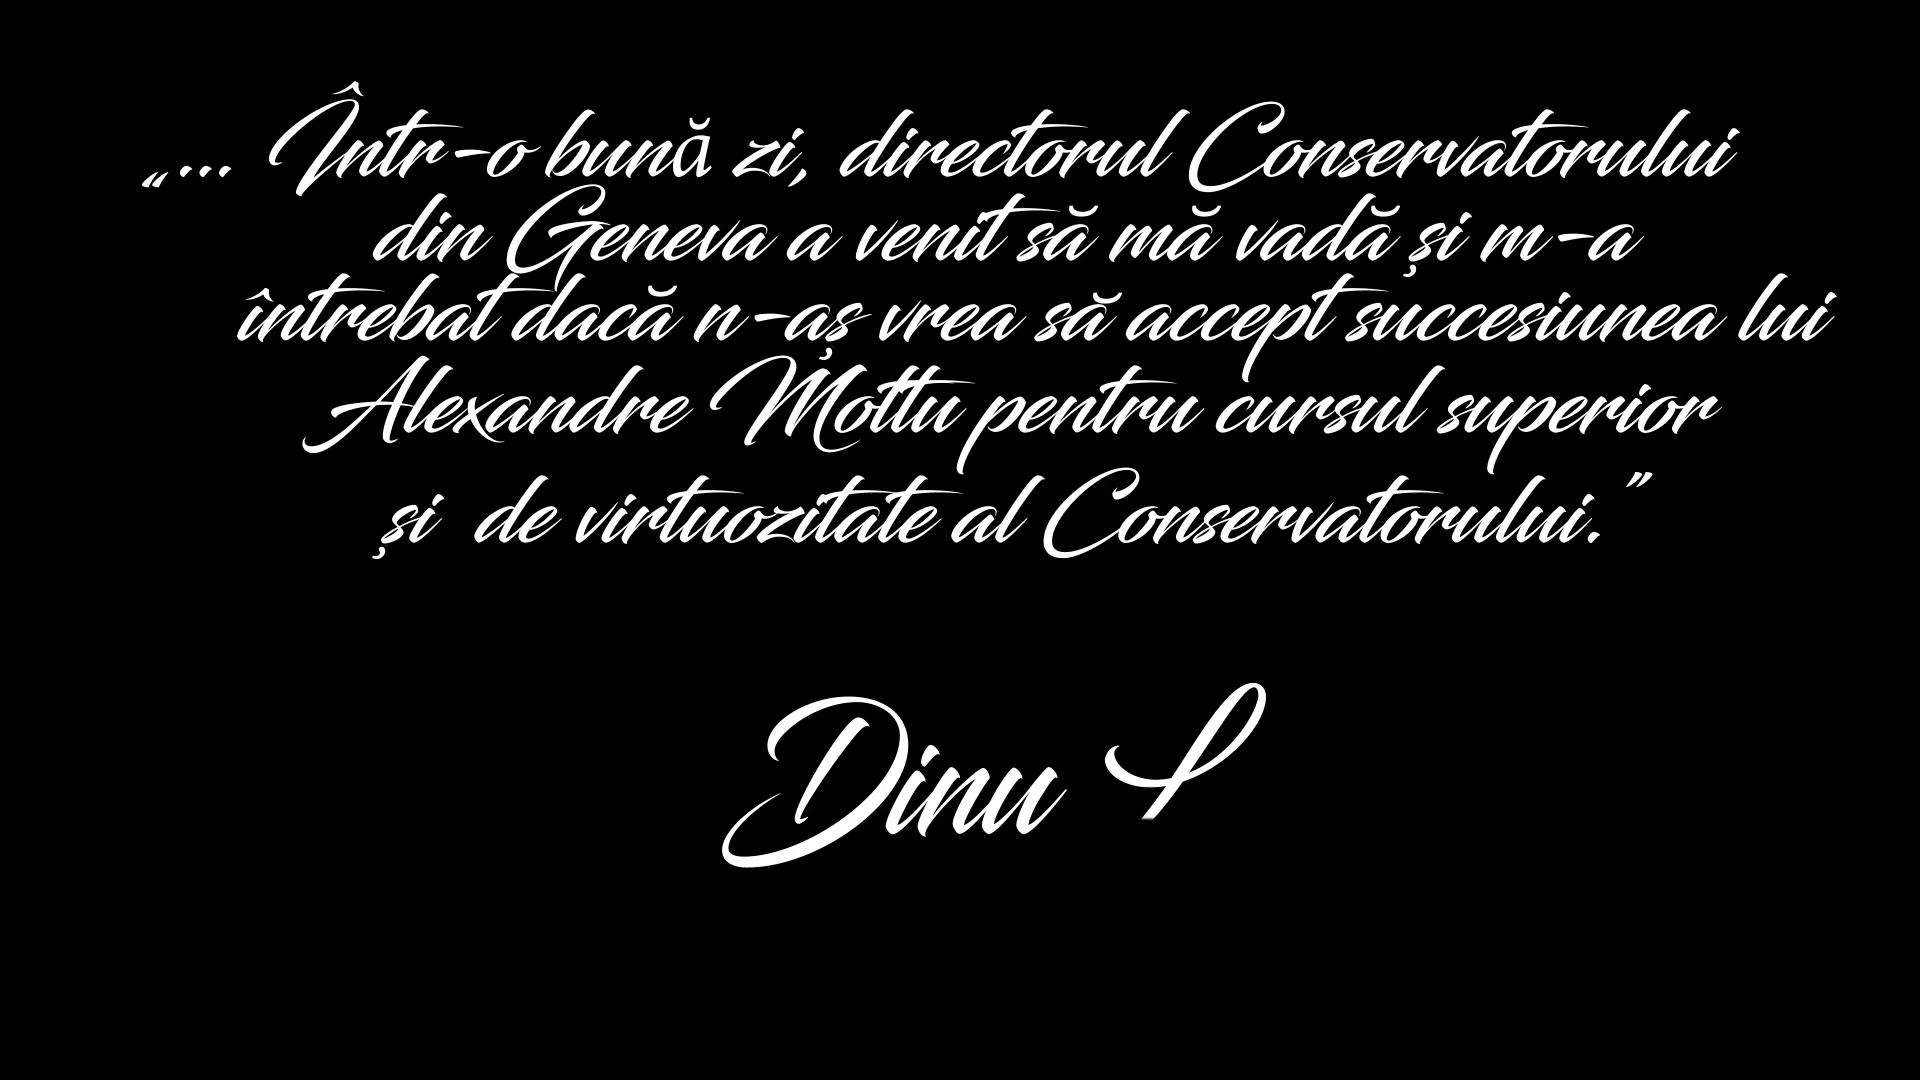 „... Într-o bună zi, directorul Conservatorului
din Geneva a venit să mă vadă și m-a
întrebat dacă n-aș vrea să accept succesiunea lui
Alexandre Mottu pentru cursul superior
și de virtuozitate al Conservatorului.”
Dinu